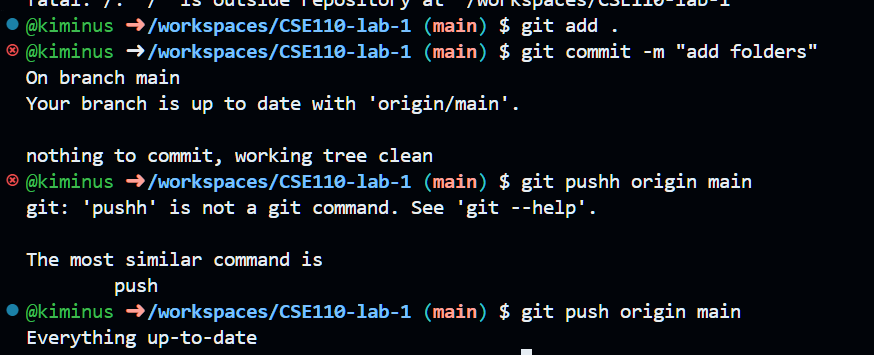 fatal: /.: '/' is outside repository at '/workspaces/CSE110-lab-1'
@kiminus ➜ /workspaces/CSE110-lab-1 (main) $ git add .
@kiminus ➜ /workspaces/CSE110-lab-1 (main) $ git commit -m "add folders"
On branch main
Your branch is up to date with 'origin/main'.
nothing to commit, working tree clean
@kiminus ➜ /workspaces/CSE110-lab-1 (main) $ git pushh origin main
git: 'pushh' is not a git command. See 'git --help'.
The most similar command is
push
@kiminus ➜ /workspaces/CSE110-lab-1 (main) $ git push origin main
Everything up-to-date